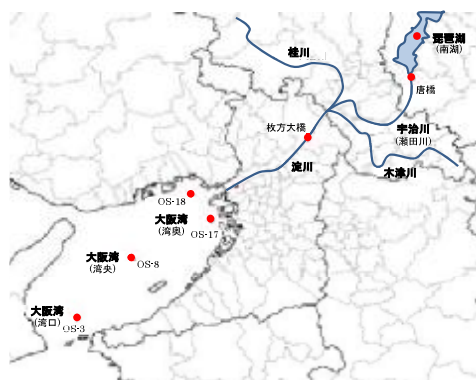 桂川
琵琶湖
(南湖)
唐橋
枚方大橋
宇治川
(瀬田川)
淀川
木津川
OS-18
大阪湾
(湾奥)
OS-17
大阪湾
(湾央)
OS-8
大阪湾
(湾口)
OS-3